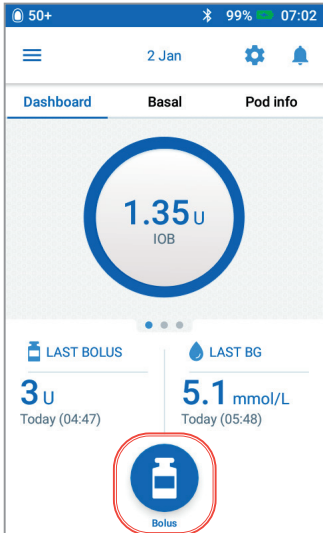 50+ 99% 07:02
2 Jan
Dashboard Basal Pod info
1.35 U
IOB
LAST BOLUS LAST BG
3 U 5.1 mmol/L
Today (04:47) Today (05:48)
Bolus